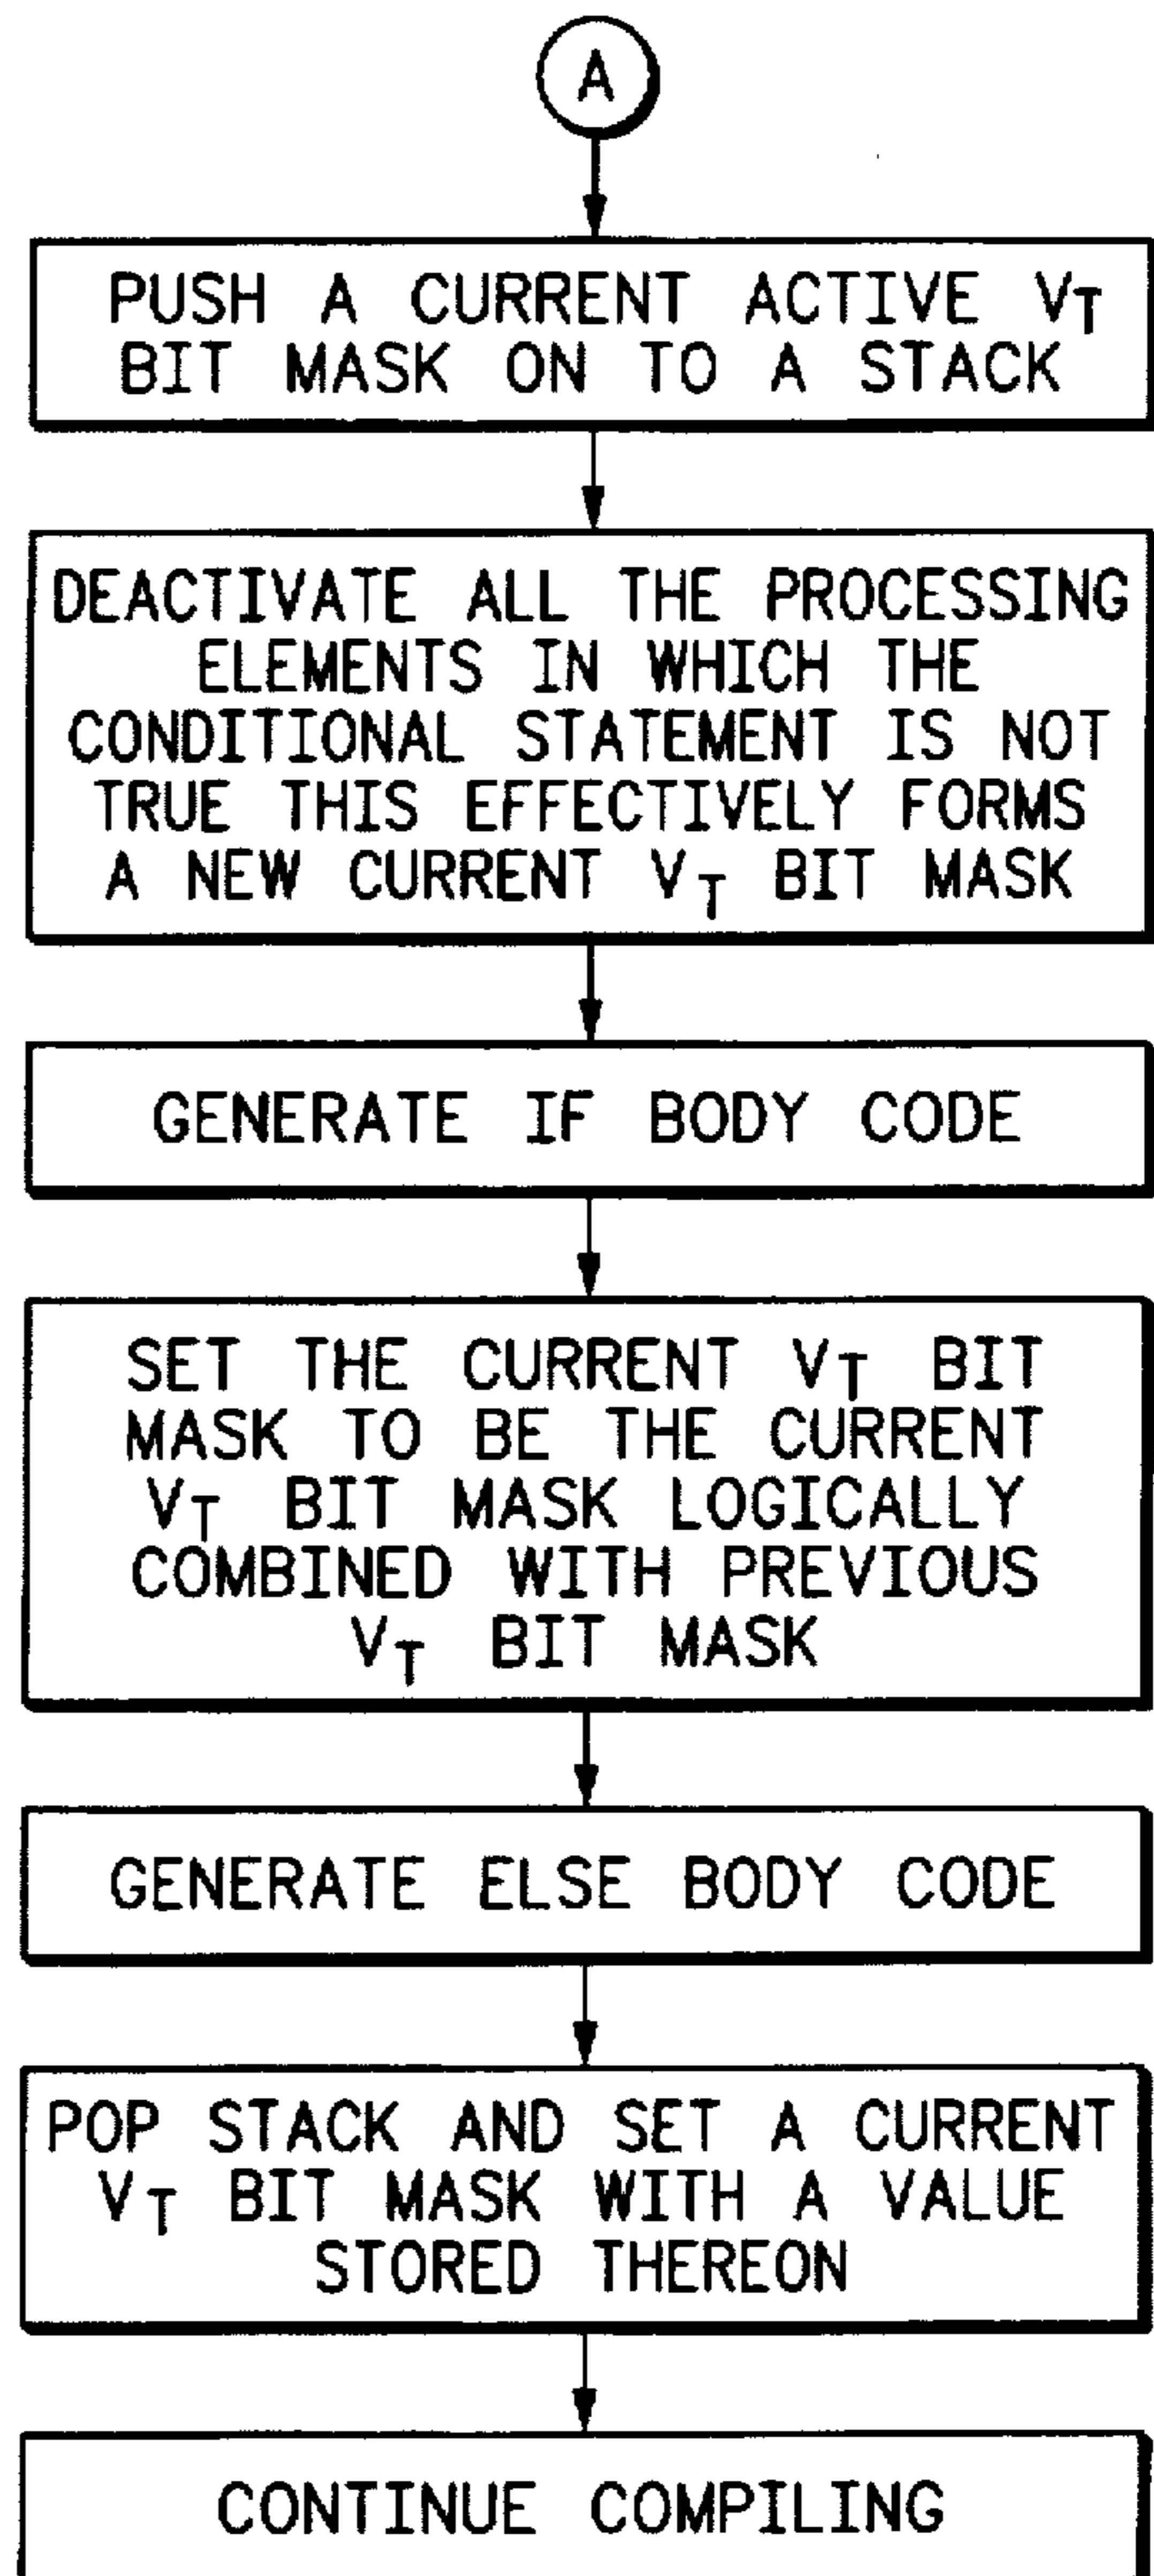 A
PUSH A CURRENT ACTIVE VT
BIT MASK ON TO A STACK
DEACTIVATE ALL THE PROCESSING
ELEMENTS IN WHICH THE
CONDITIONAL STATEMENT IS NOT
TRUE THIS EFFECTIVELY FORMS
A NEW CURRENT VT BIT MASK
GENERATE IF BODY CODE
SET THE CURRENT VT BIT
MASK TO BE THE CURRENT
VT BIT MASK LOGICALLY
COMBINED WITH PREVIOUS
VT BIT MASK
GENERATE ELSE BODY CODE
POP STACK AND SET A CURRENT
VT BIT MASK WITH A VALUE
STORED THEREON
CONTINUE COMPILING